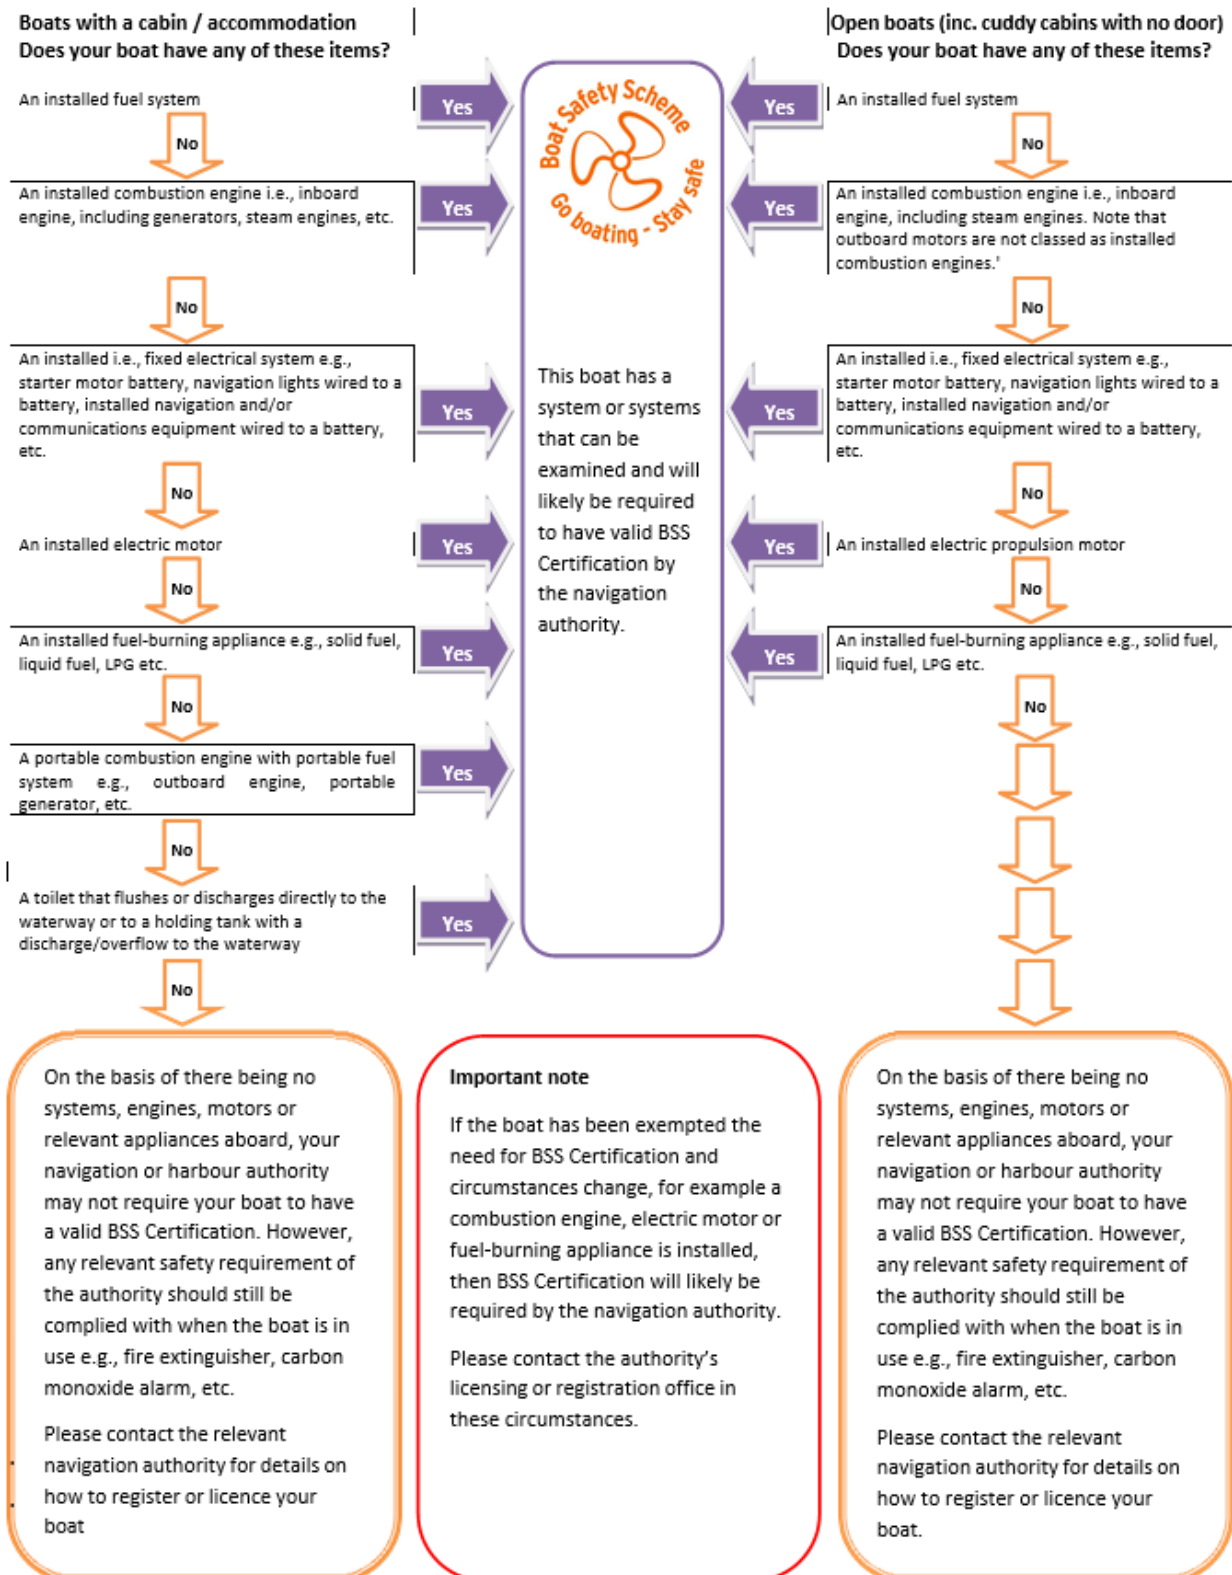 Boats with a cabin / accommodation
Does your boat have any of these items?
An installed fuel system
Yes
No
An installed combustion engine i.e., inboard
engine, including generators, steam engines, etc.
Yes
No
An installed i.e., fixed electrical system e.g.,
starter motor battery, navigation lights wired to a
battery, installed navigation and/or
communications equipment wired to a battery,
etc.
Yes
No
An installed electric motor
Yes
No
An installed fuel-burning appliance e.g., solid fuel,
liquid fuel, LPG etc.
Yes
No
A portable combustion engine with portable fuel
system e.g., outboard engine, portable
generator, etc.
Yes
No
A toilet that flushes or discharges directly to the
waterway or to a holding tank with a
discharge/overflow to the waterway
Yes
No
On the basis of there being no
systems, engines, motors or
relevant appliances aboard, your
navigation or harbour authority
may not require your boat to have
a valid BSS Certification. However,
any relevant safety requirement of
the authority should still be
complied with when the boat is in
use e.g., fire extinguisher, carbon
monoxide alarm, etc.
Please contact the relevant
navigation authority for details on
how to register or licence your
boat
Boat Safety Scheme
Go boating - Stay safe
This boat has a
system or systems
that can be
examined and will
likely be required
to have valid BSS
Certification by
the navigation
authority.
Important note
If the boat has been exempted the
need for BSS Certification and
circumstances change, for example a
combustion engine, electric motor or
fuel-burning appliance is installed,
then BSS Certification will likely be
required by the navigation authority.
Please contact the authority's
licensing or registration office in
these circumstances.
Open boats (inc. cuddy cabins with no door)
Does your boat have any of these items?
Yes
An installed fuel system
No
Yes
An installed combustion engine i.e., inboard
engine, including steam engines. Note that
outboard motors are not classed as installed
combustion engines.'
No
Yes
An installed i.e., fixed electrical system e.g.,
starter motor battery, navigation lights wired to a
battery, installed navigation and/or
communications equipment wired to a battery,
etc.
No
Yes
An installed electric propulsion motor
No
Yes
An installed fuel-burning appliance e.g., solid fuel,
liquid fuel, LPG etc.
No
On the basis of there being no
systems, engines, motors or
relevant appliances aboard, your
navigation or harbour authority
may not require your boat to have
a valid BSS Certification. However,
any relevant safety requirement of
the authority should still be
complied with when the boat is in
use e.g., fire extinguisher, carbon
monoxide alarm, etc.
Please contact the relevant
navigation authority for details on
how to register or licence your
boat.